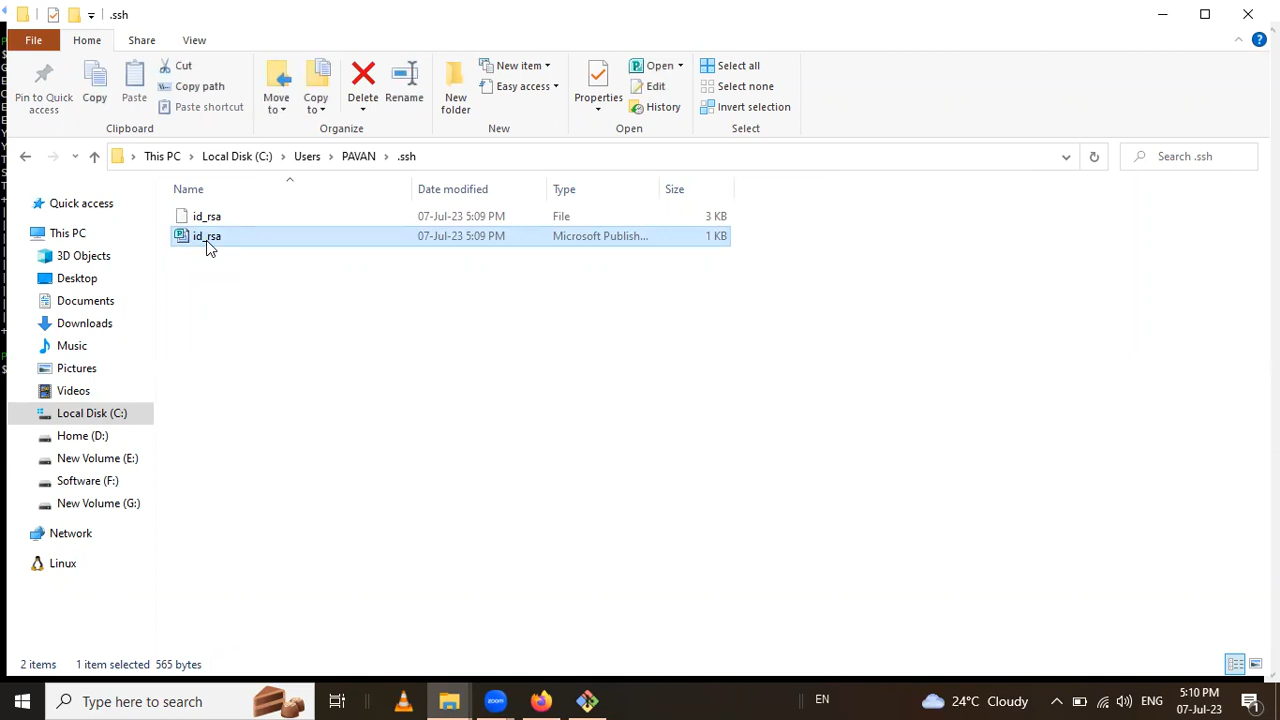 .ssh
File
Home
Share
View
Pin to Quick access
Copy
Paste
Cut
Copy path
Paste shortcut
Move to
Copy to
Delete
Rename
New folder
New item
Easy access
Properties
Open
Edit
History
Select all
Select none
Invert selection
Clipboard
Organize
New
Open
Select
This PC
Local Disk (C:)
Users
PAVAN
.ssh
Search .ssh
Name
Date modified
Type
Size
id_rsa
07-Jul-23 5:09 PM
File
3 KB
id_rsa
07-Jul-23 5:09 PM
Microsoft Publish...
1 KB
Quick access
This PC
3D Objects
Desktop
Documents
Downloads
Music
Pictures
Videos
Local Disk (C:)
Home (D:)
New Volume (E:)
Software (F:)
New Volume (G:)
Network
Linux
2 items
1 item selected 565 bytes
Type here to search
zoom
EN
24°C Cloudy
ENG
5:10 PM
07-Jul-23
1